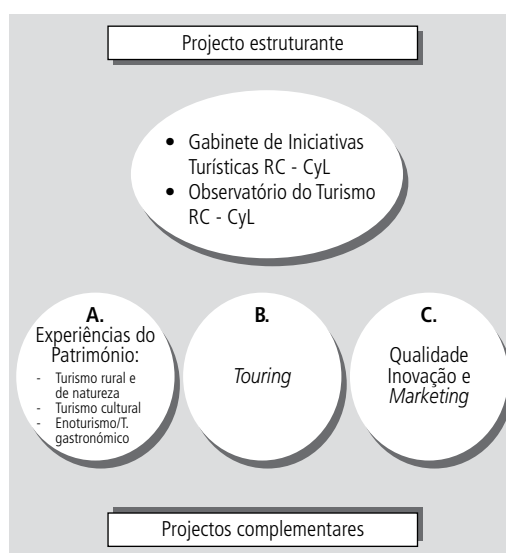 Projecto estruturante
• Gabinete de Iniciativas
Turísticas RC - CyL
• Observatório do Turismo
RC - CyL
A.
Experiências do
Património:
- Turismo rural e
de natureza
- Turismo cultural
- Enoturismo/T.
gastronómico
B.
Touring
C.
Qualidade
Inovação e
Marketing
Projectos complementares